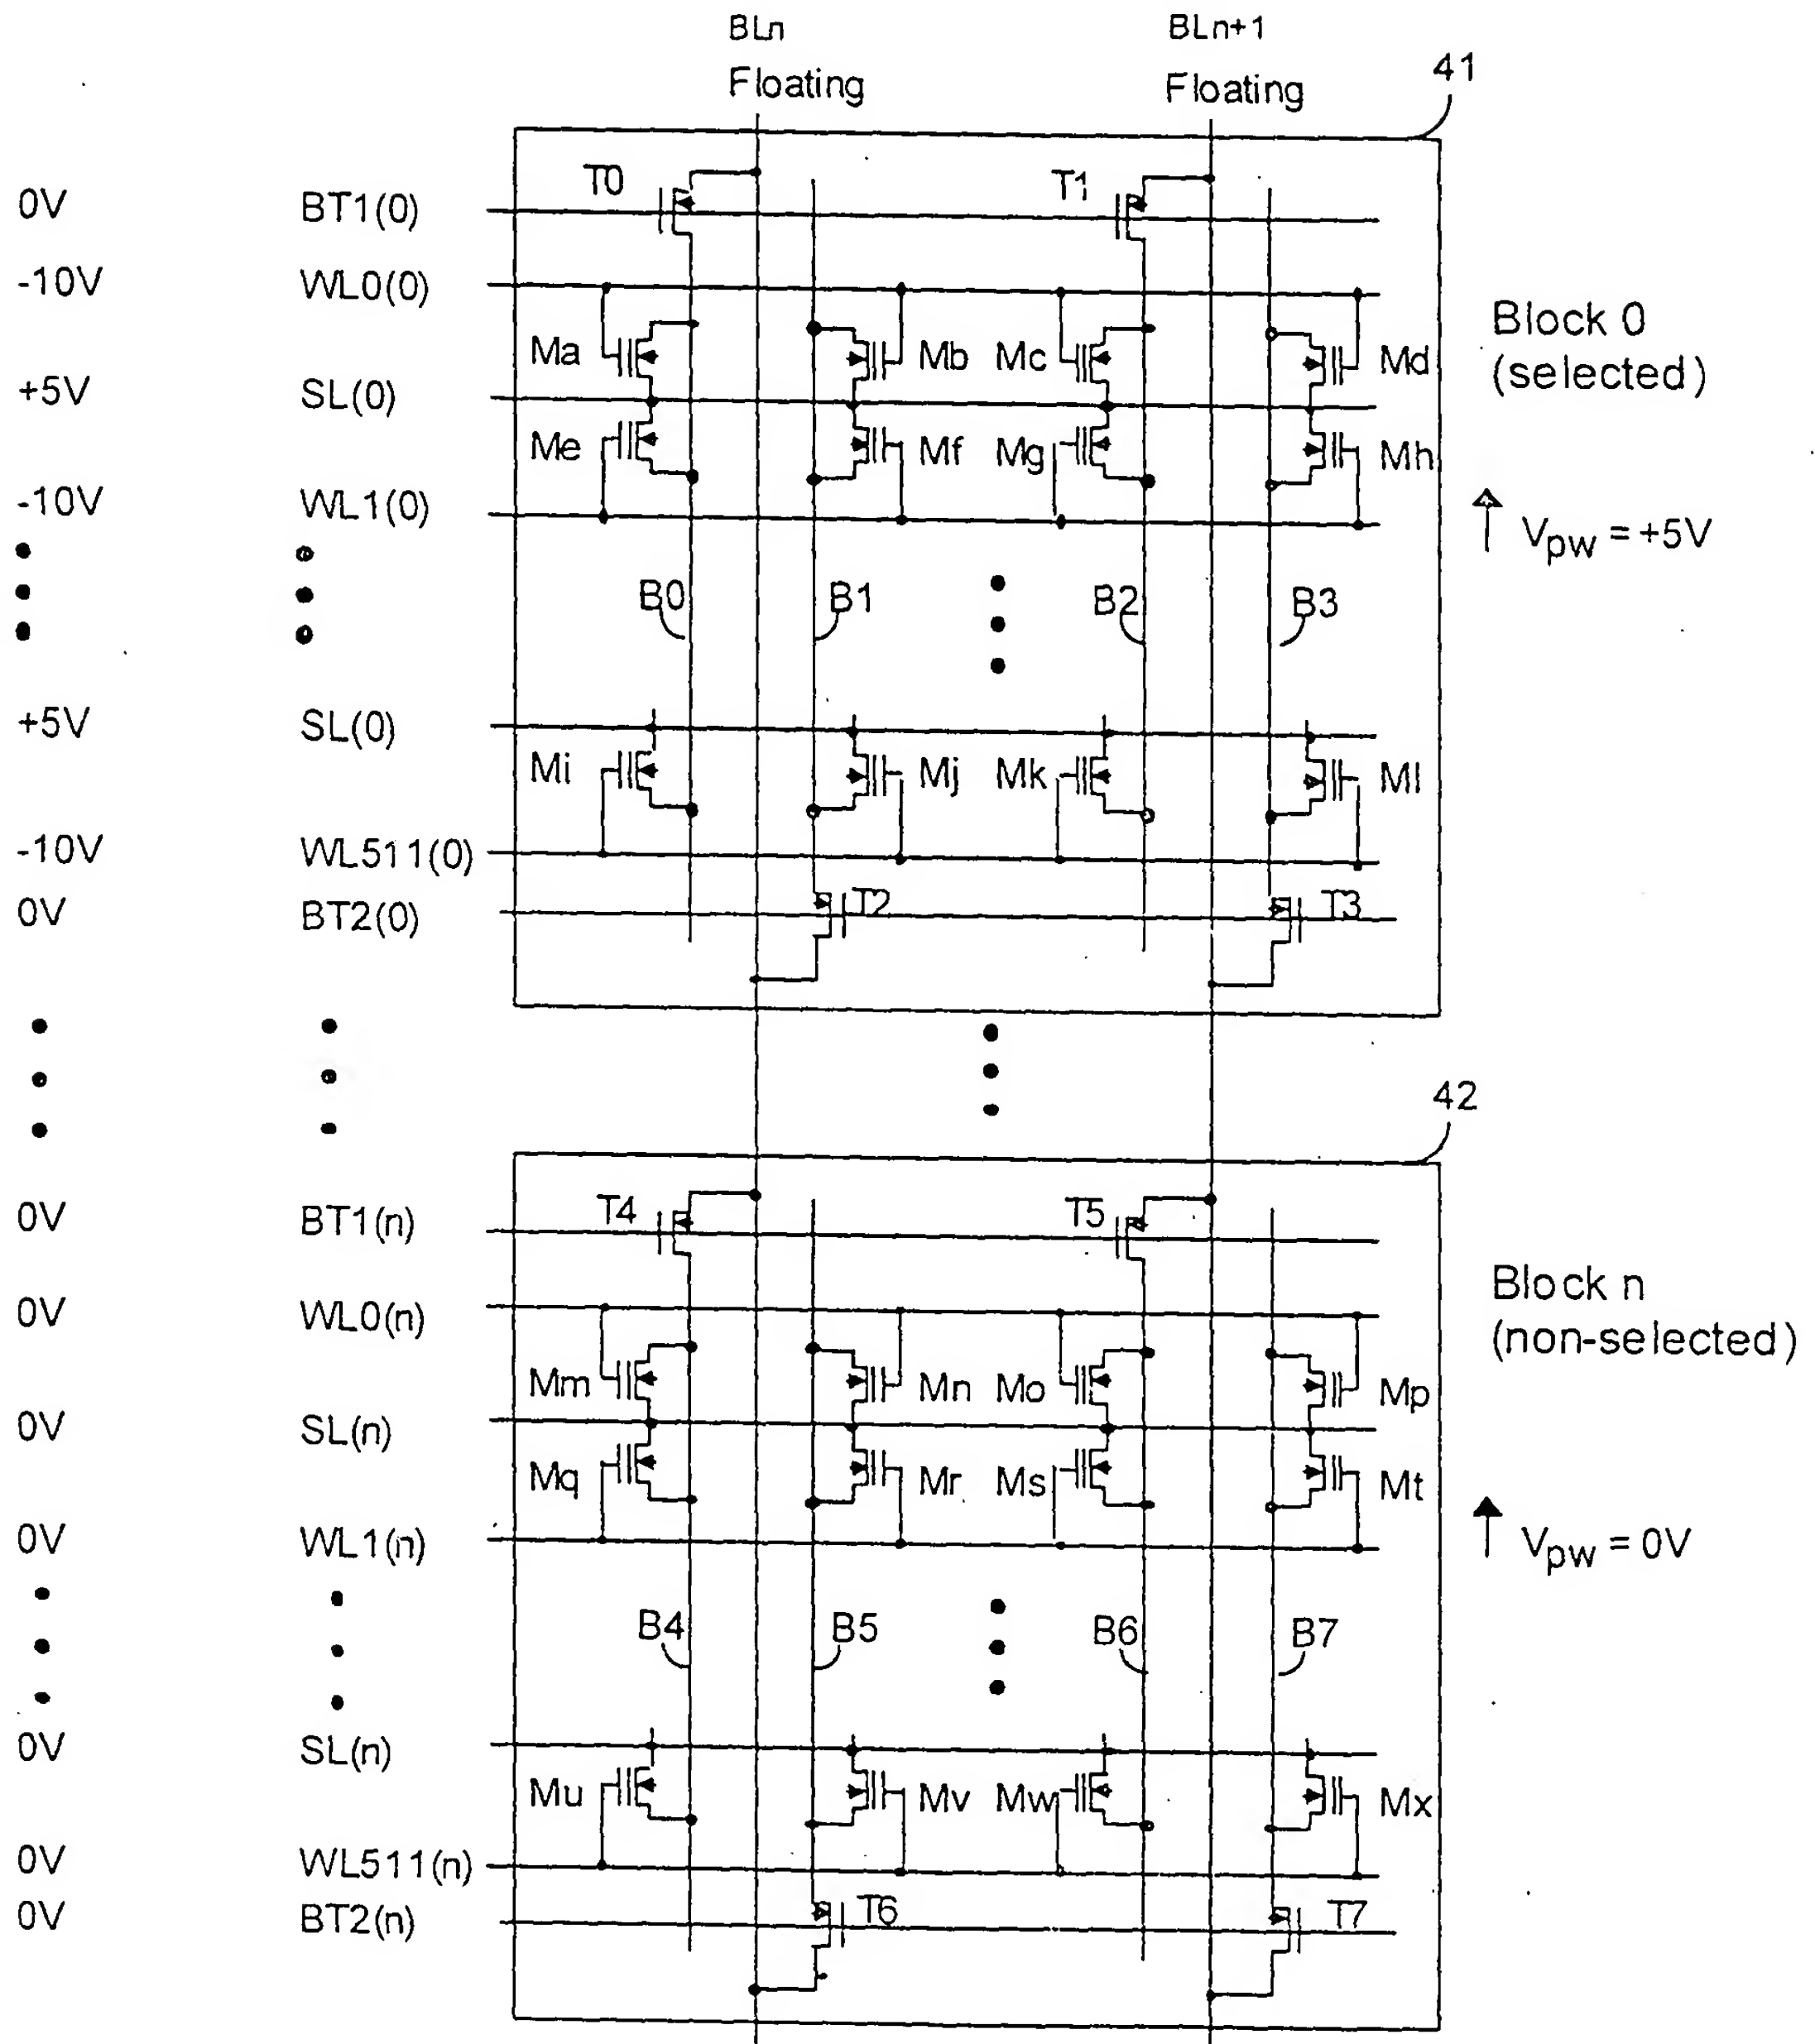 BLn BLn+1
Floating Floating
41
0V BT1(0) T0 T1
-10V WL0(0)
Block 0
(selected)
Ma Mb Mc Md
+5V SL(0)
Me Mf Mg Mh
-10V WL1(0)
Vpw = +5V
B0 B1 B2 B3
+5V SL(0)
Mi Mj Mk Ml
-10V WL511(0)
0V BT2(0) T2 T3
42
0V BT1(n) T4 T5
0V WL0(n)
Block n
(non-selected)
Mm Mn Mo Mp
0V SL(n)
Mq Mr Ms Mt
0V WL1(n)
Vpw = 0V
B4 B5 B6 B7
0V SL(n)
Mu Mv Mw Mx
0V WL511(n)
0V BT2(n) T6 T7